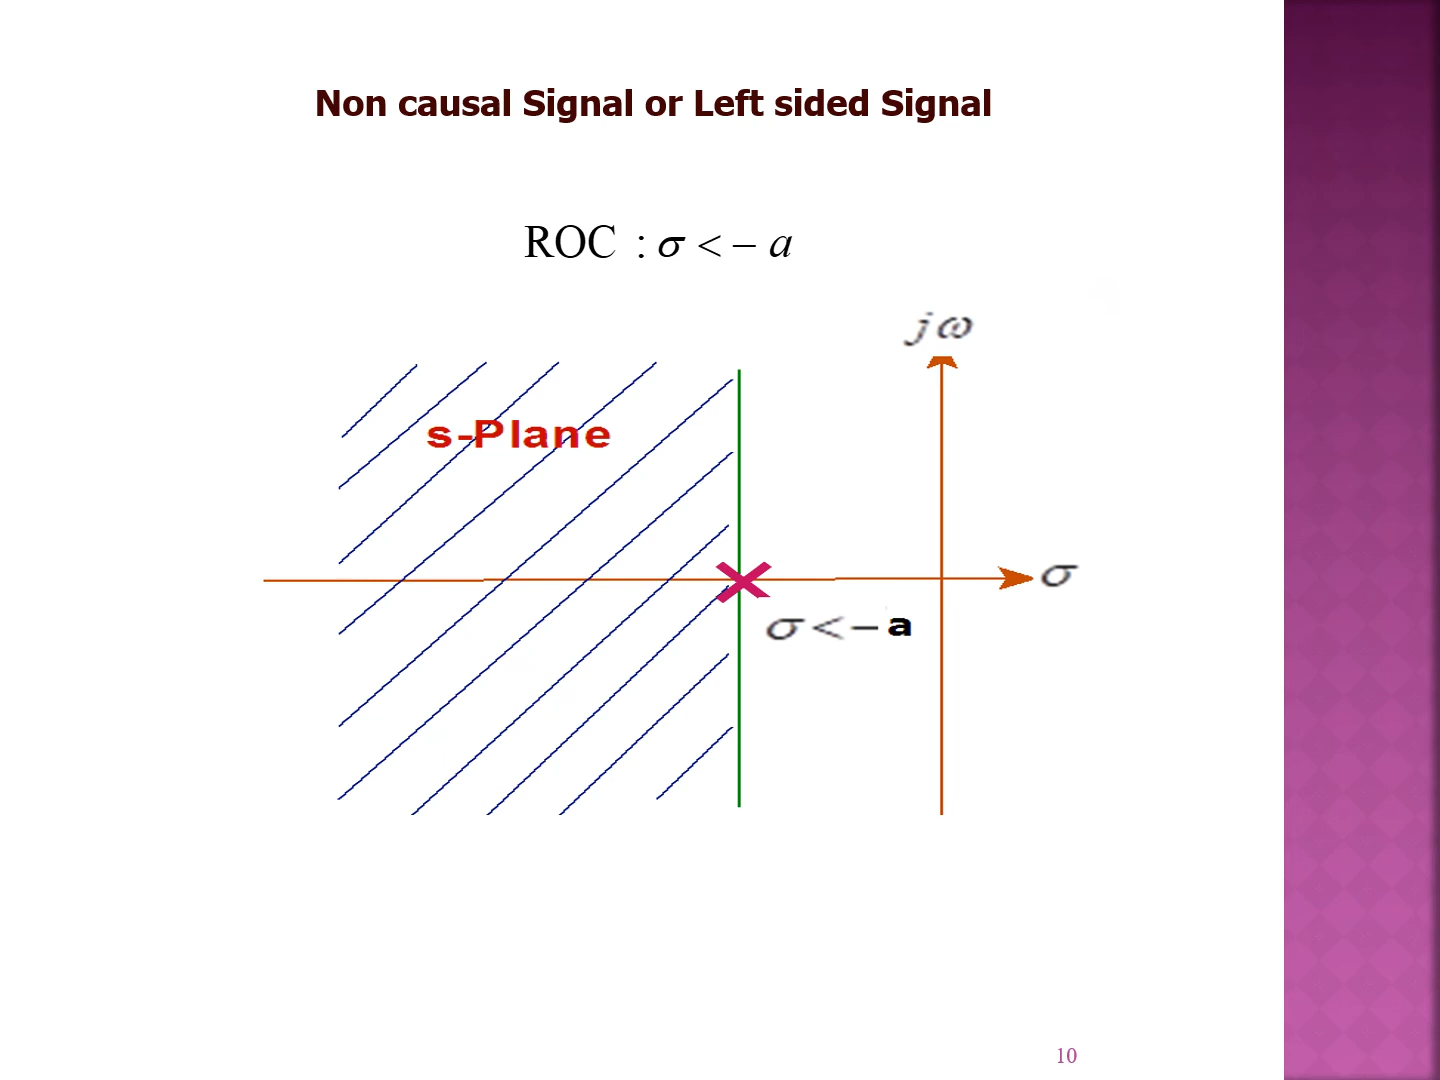 Non causal Signal or Left sided Signal
ROC : σ < − a
jω
s-Plane
σ
σ < − a
10